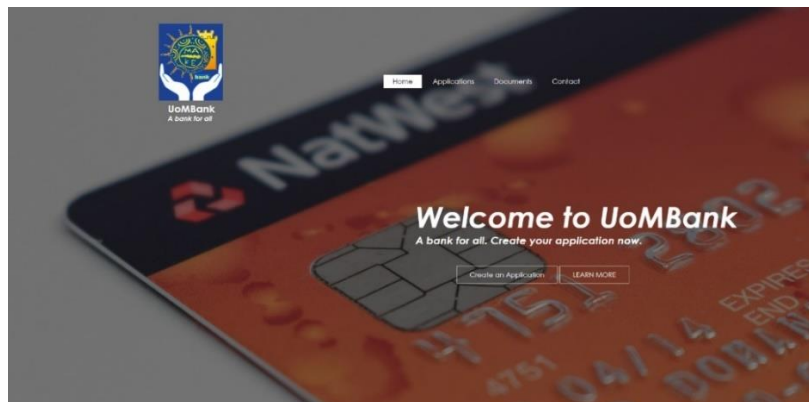 bank
UoMBank
A bank for all
Home Applications Documents Contact
NatWest
Welcome to UoMBank
A bank for all. Create your application now.
Create an Application LEARN MORE
4751
04/14
EXPIRES
END